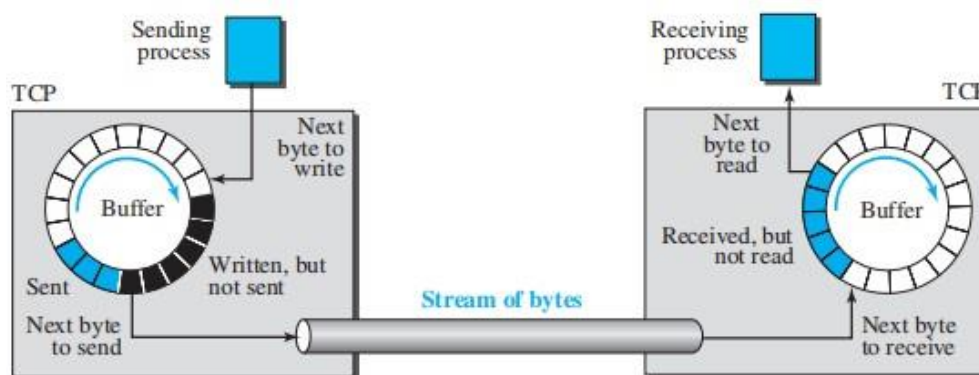 Sending
process
Receiving
process
TCP
TCP
Next
byte to
write
Next
byte to
read
Buffer
Buffer
Received, but
not read
Written, but
not sent
Sent
Stream of bytes
Next byte
to send
Next byte
to receive